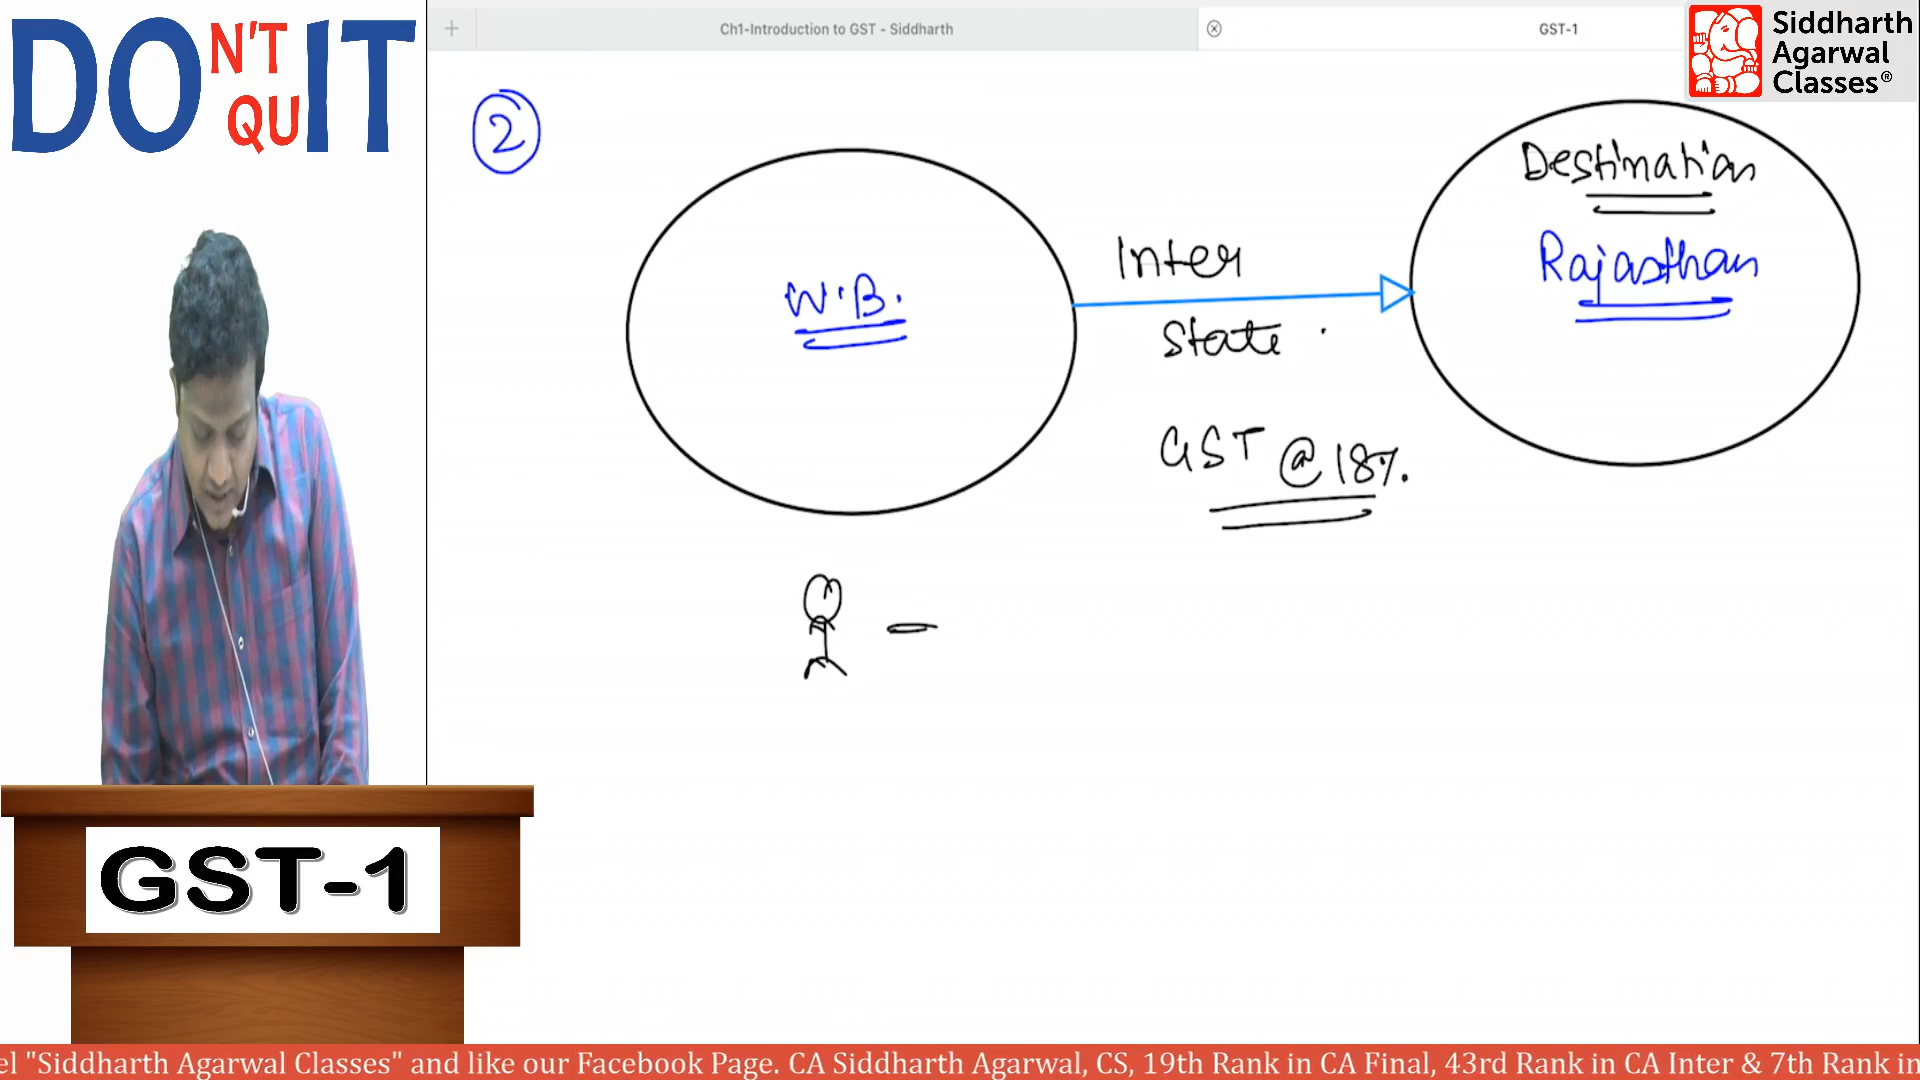 DON'T QUIT
Ch1-Introduction to GST - Siddharth
GST-1
Siddharth
Agarwal
Classes®
2
Destination
Rajasthan
W.B.
Inter
State
GST @ 18%.
GST-1
el "Siddharth Agarwal Classes" and like our Facebook Page. CA Siddharth Agarwal, CS, 19th Rank in CA Final, 43rd Rank in CA Inter & 7th Rank in